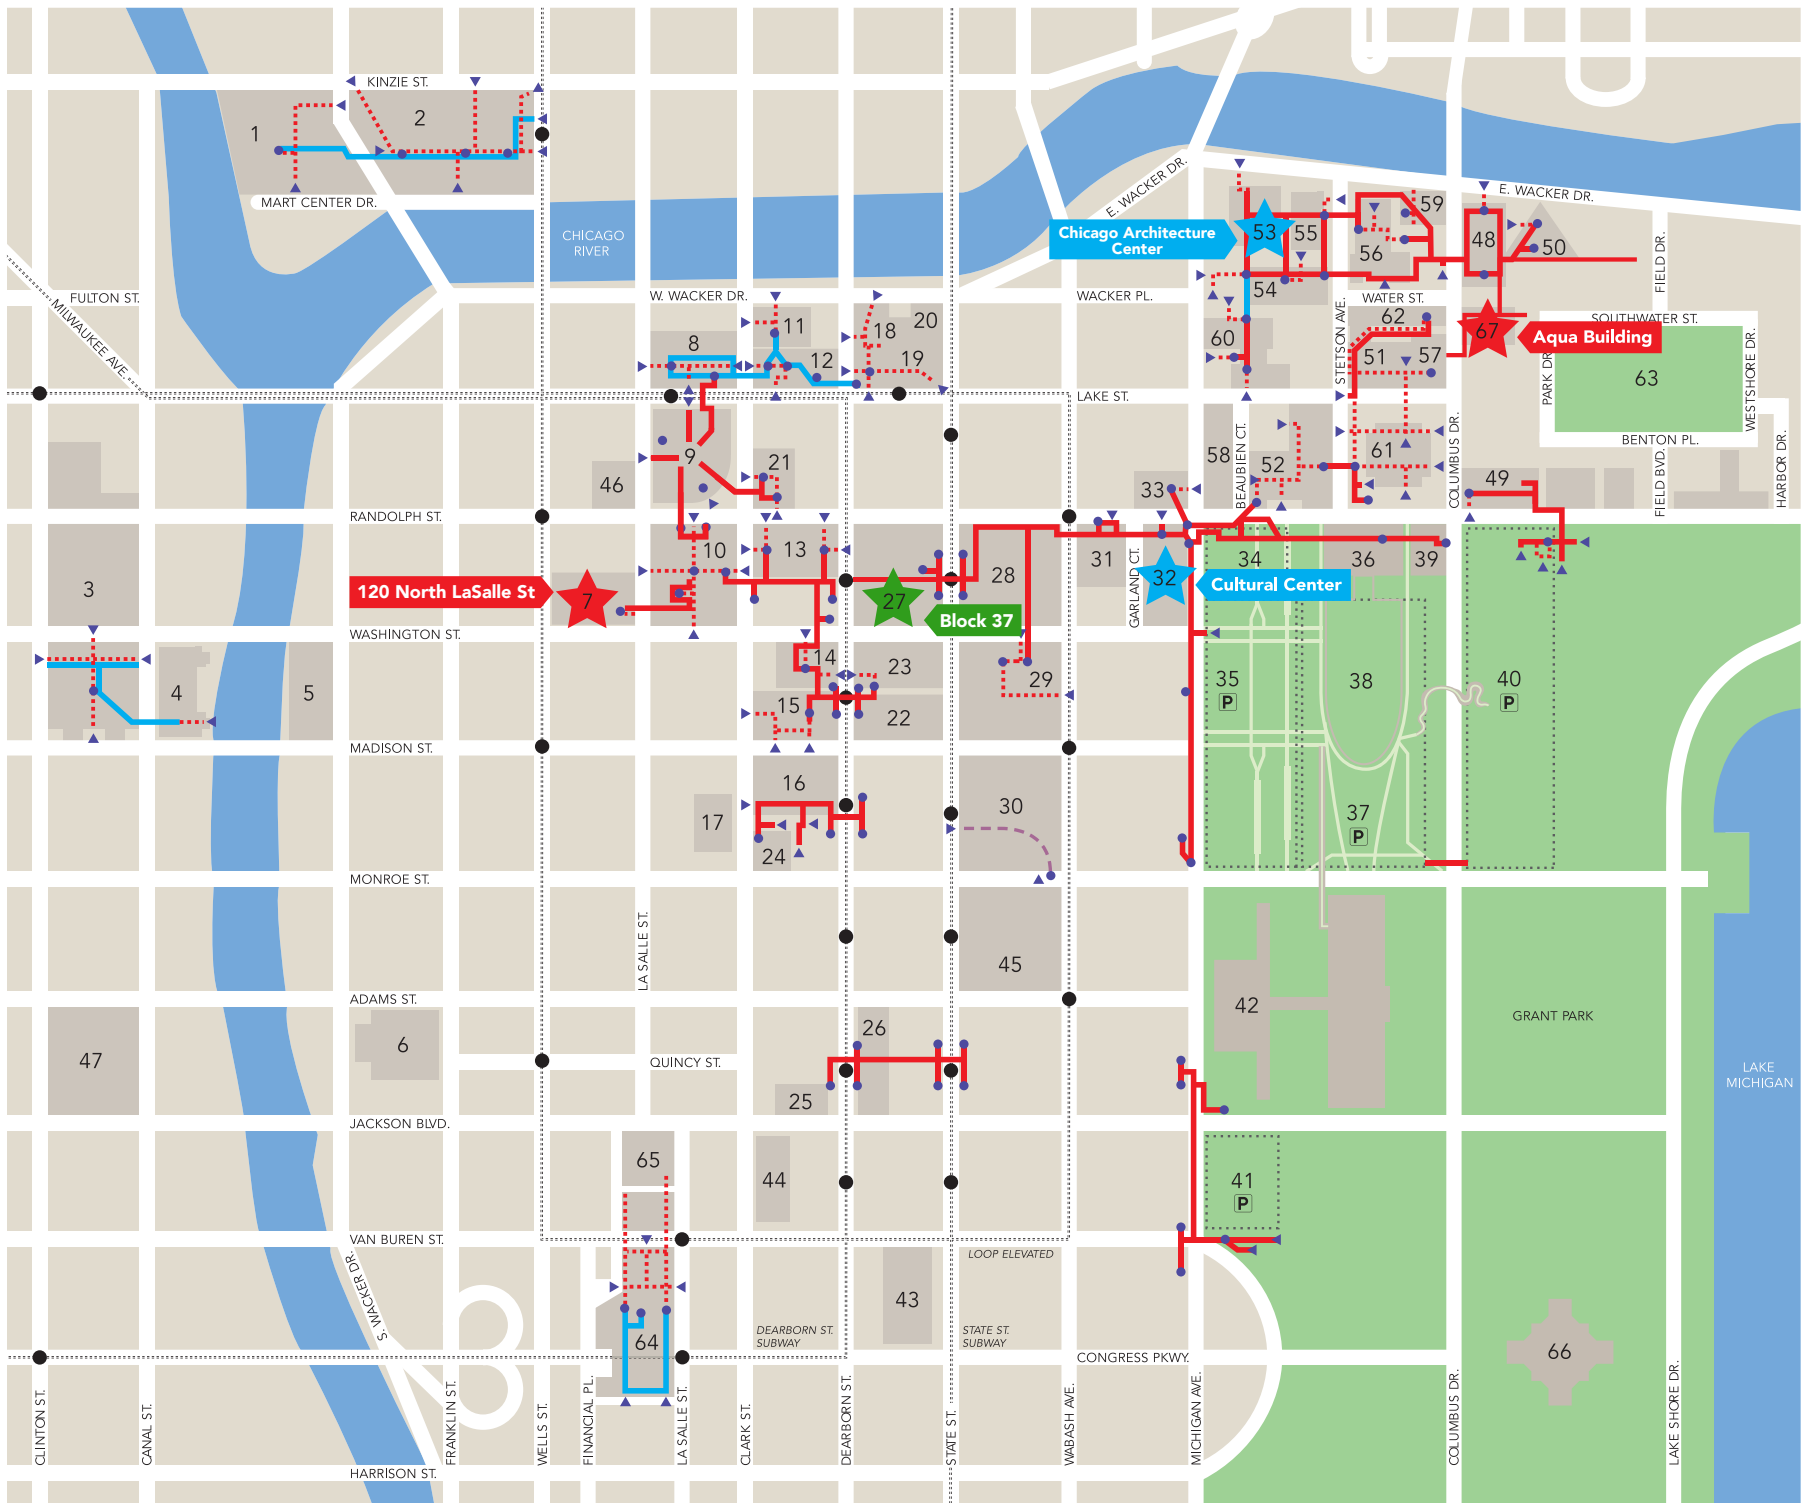 KINZIE ST.
1
2
MART CENTER DR.
CHICAGO
RIVER
E. WACKER DR.
E. WACKER DR.
Chicago Architecture
Center
53
55
56
59
48
50
54
FULTON ST.
MILWAUKEE AVE.
W. WACKER DR.
WACKER PL.
WATER ST.
FIELD DR.
SOUTHWATER ST.
8
11
12
18
20
19
60
STETSON AVE.
62
51
57
67
Aqua Building
PARK DR.
63
WESTSHORE DR.
LAKE ST.
BENTON PL.
46
9
21
58
BEAUBIEN CT.
52
61
COLUMBUS DR.
49
33
FIELD BVD.
HARBOR DR.
RANDOLPH ST.
10
13
31
GARLAND CT.
34
36
39
3
120 North LaSalle St
7
27
Block 37
28
32
Cultural Center
WASHINGTON ST.
4
5
14
23
15
22
29
35
P
38
40
P
MADISON ST.
16
17
24
30
37
P
MONROE ST.
LA SALLE ST.
45
42
ADAMS ST.
GRANT PARK
47
6
26
QUINCY ST.
25
LAKE
MICHIGAN
JACKSON BLVD.
65
44
41
P
VAN BUREN ST.
LOOP ELEVATED
S. WACKER DR.
64
43
DEARBORN ST.
SUBWAY
STATE ST.
SUBWAY
66
CONGRESS PKWY.
CLINTON ST.
CANAL ST.
FRANKLIN ST.
WELLS ST.
FINANCIAL PL.
LA SALLE ST.
CLARK ST.
DEARBORN ST.
STATE ST.
WABASH AVE.
MICHIGAN AVE.
COLUMBUS DR.
LAKE SHORE DR.
HARRISON ST.